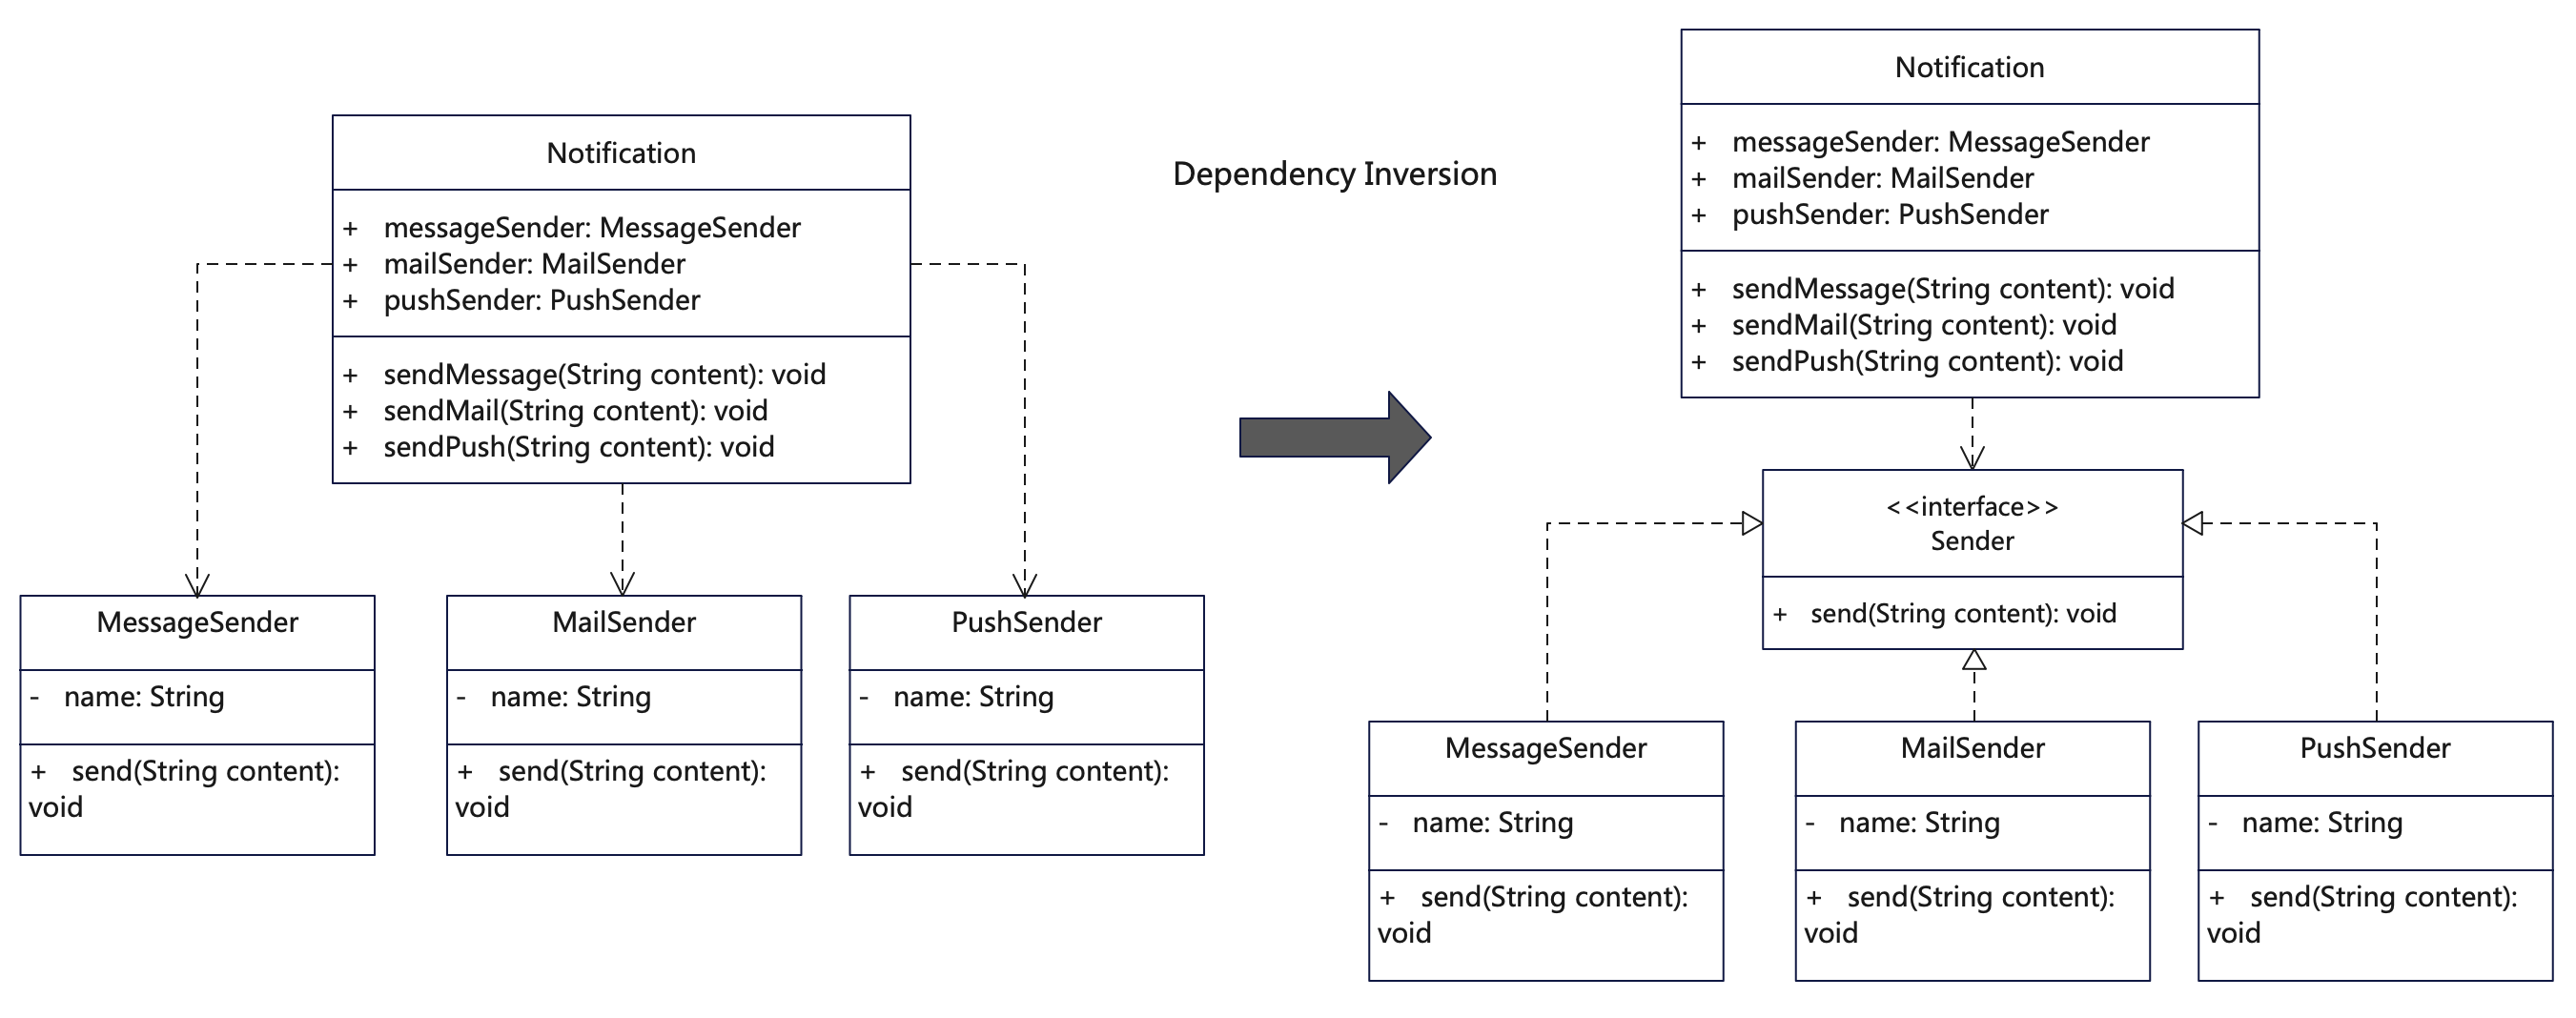 Notification
+ messageSender: MessageSender
+ mailSender: MailSender
+ pushSender: PushSender
+ sendMessage(String content): void
+ sendMail(String content): void
+ sendPush(String content): void
MessageSender
- name: String
+ send(String content):
void
MailSender
- name: String
+ send(String content):
void
PushSender
- name: String
+ send(String content):
void
Dependency Inversion
Notification
+ messageSender: MessageSender
+ mailSender: MailSender
+ pushSender: PushSender
+ sendMessage(String content): void
+ sendMail(String content): void
+ sendPush(String content): void
<<interface>>
Sender
+ send(String content): void
MessageSender
- name: String
+ send(String content):
void
MailSender
- name: String
+ send(String content):
void
PushSender
- name: String
+ send(String content):
void